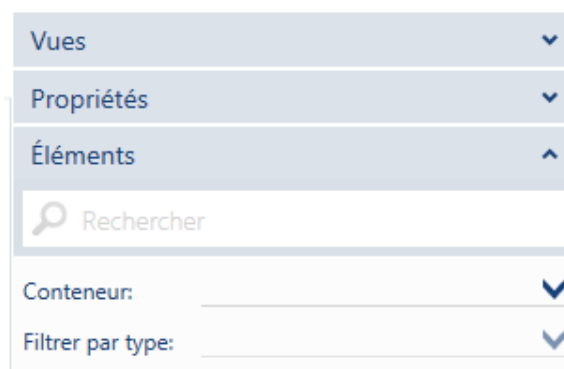 Vues
Propriétés
Éléments
Rechercher
Conteneur:
Filtrer par type: